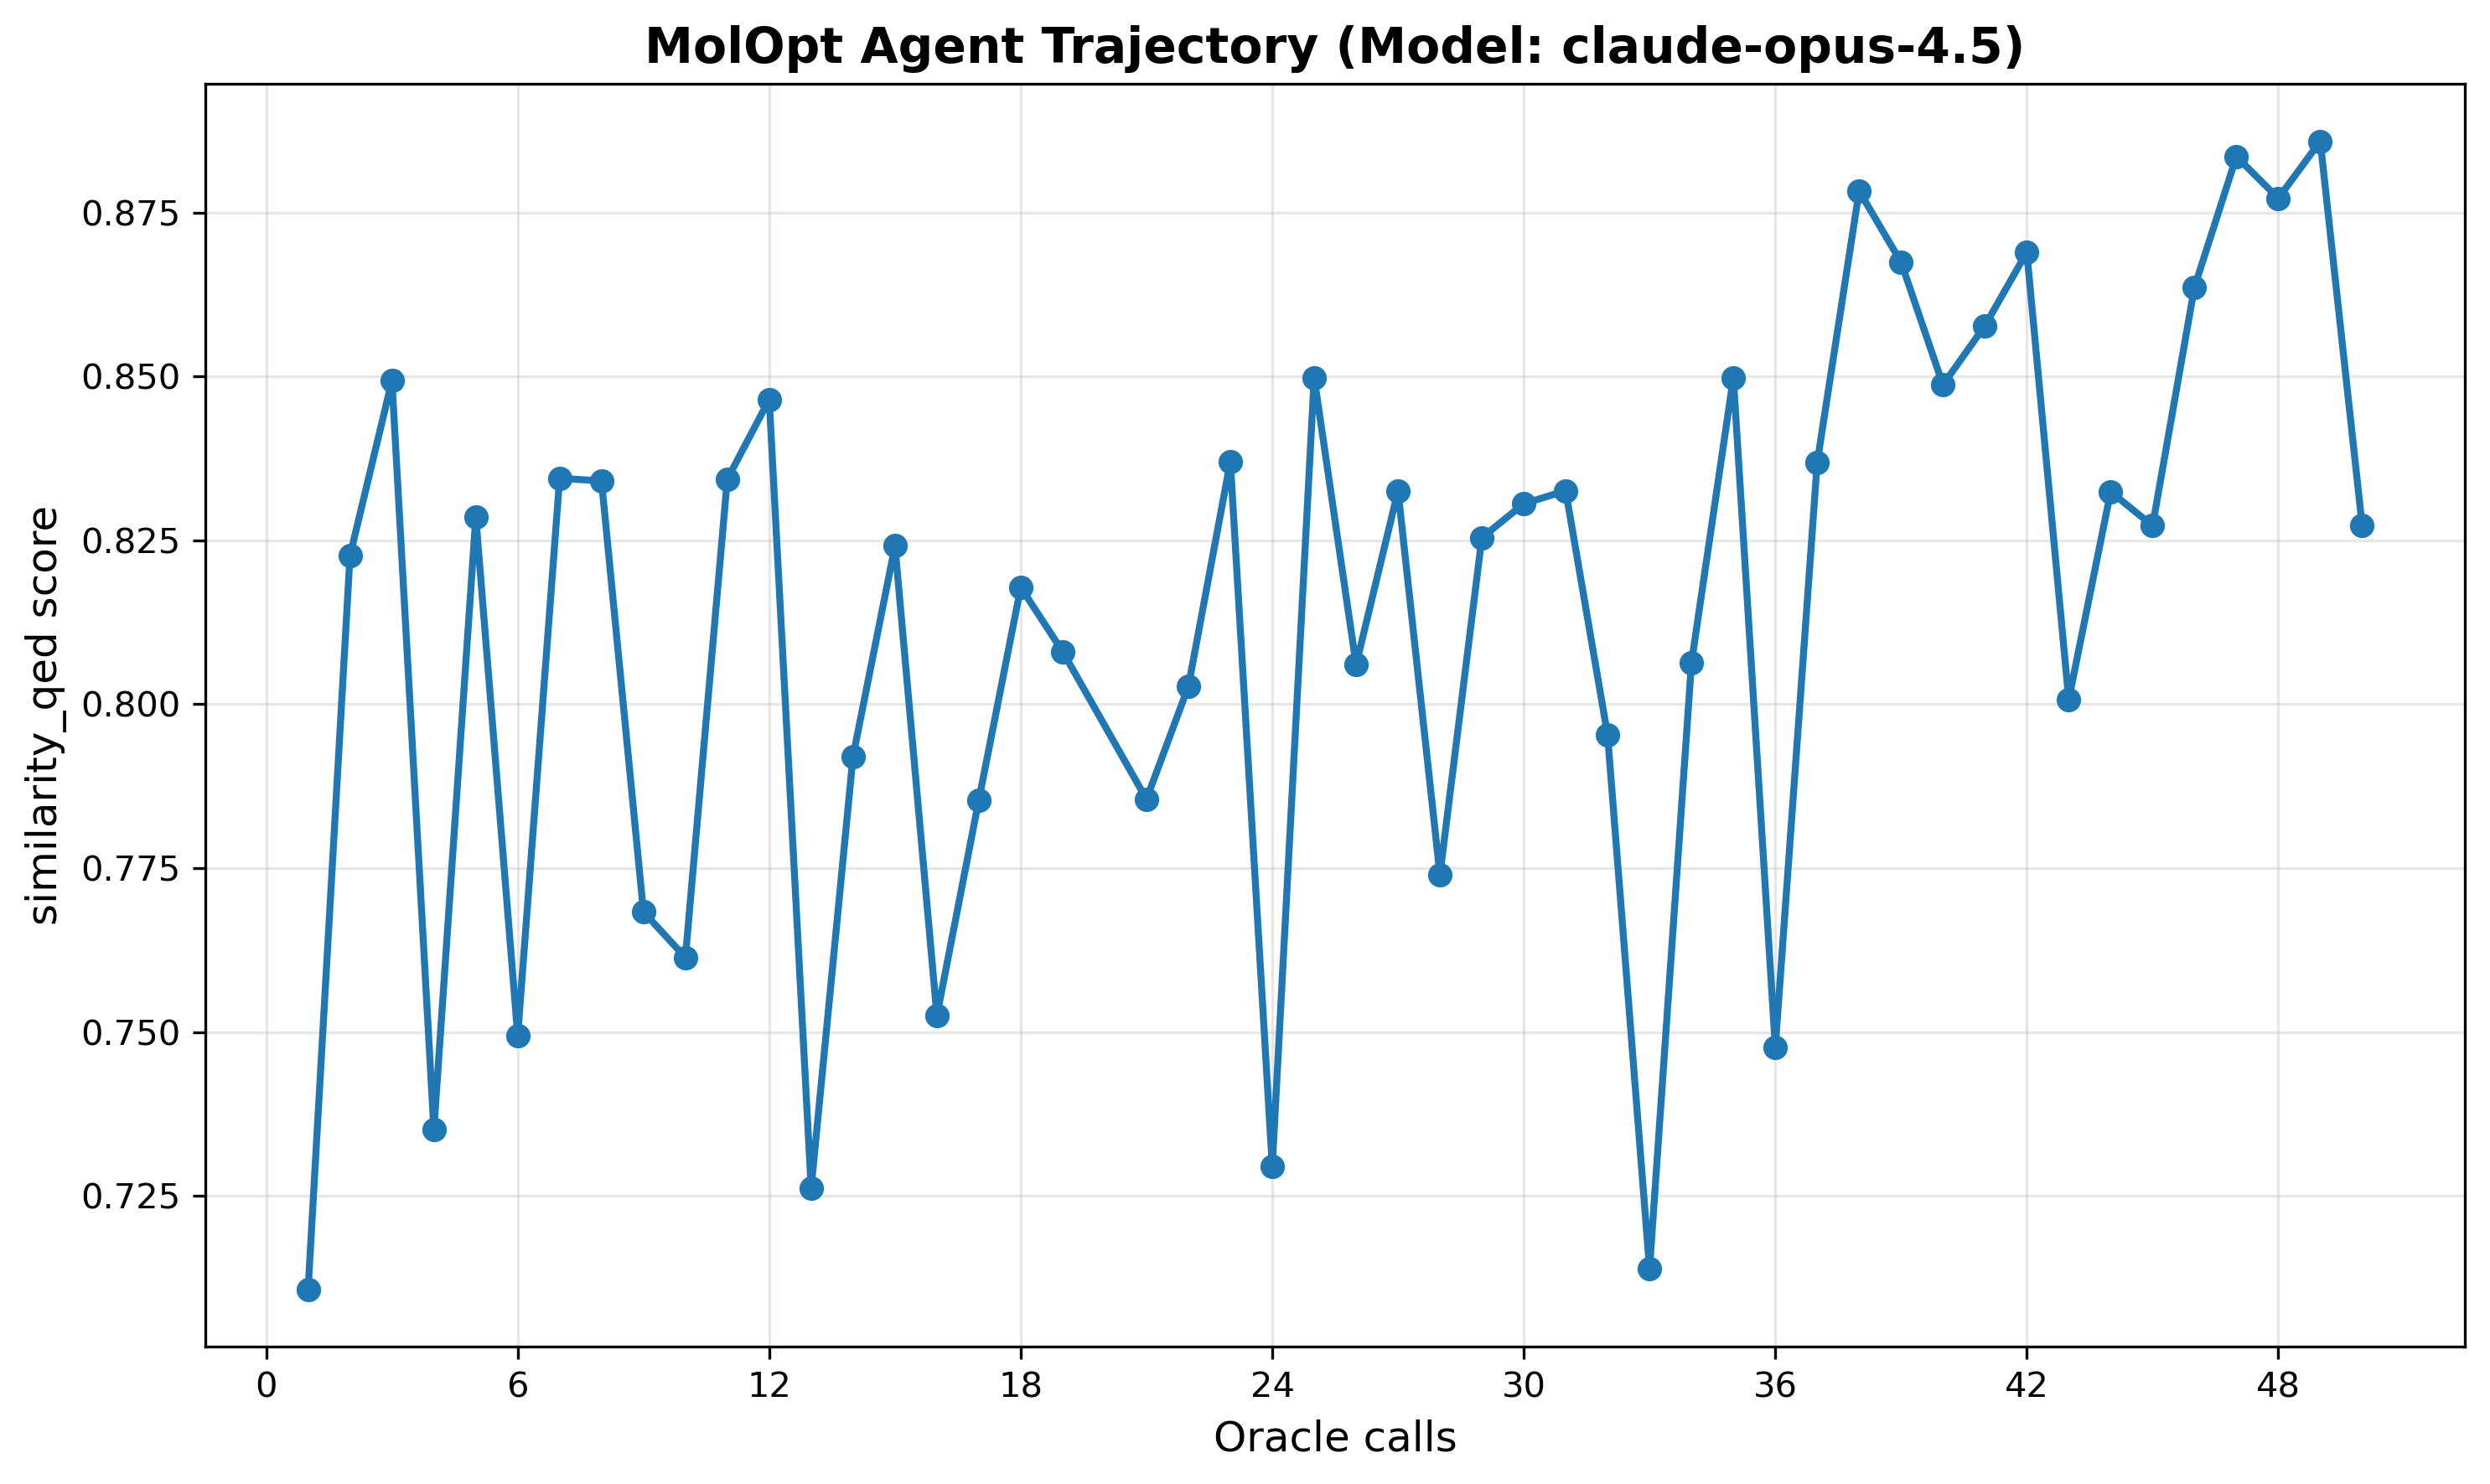 MolOpt Agent Trajectory (Model: claude-opus-4.5)
similarity_qed score
0.875
0.850
0.825
0.800
0.775
0.750
0.725
0 6 12 18 24 30 36 42 48
Oracle calls